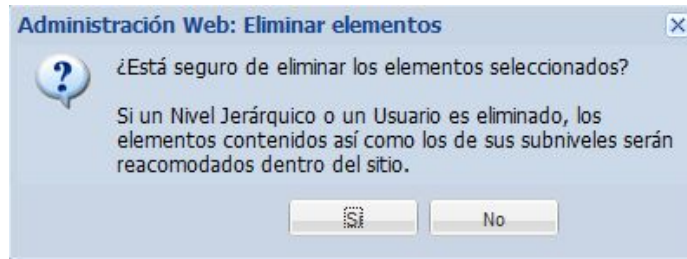 Administración Web: Eliminar elementos
¿Está seguro de eliminar los elementos seleccionados?
Si un Nivel Jerárquico o un Usuario es eliminado, los
elementos contenidos así como los de sus subniveles serán
reacomodados dentro del sitio.
Sí No